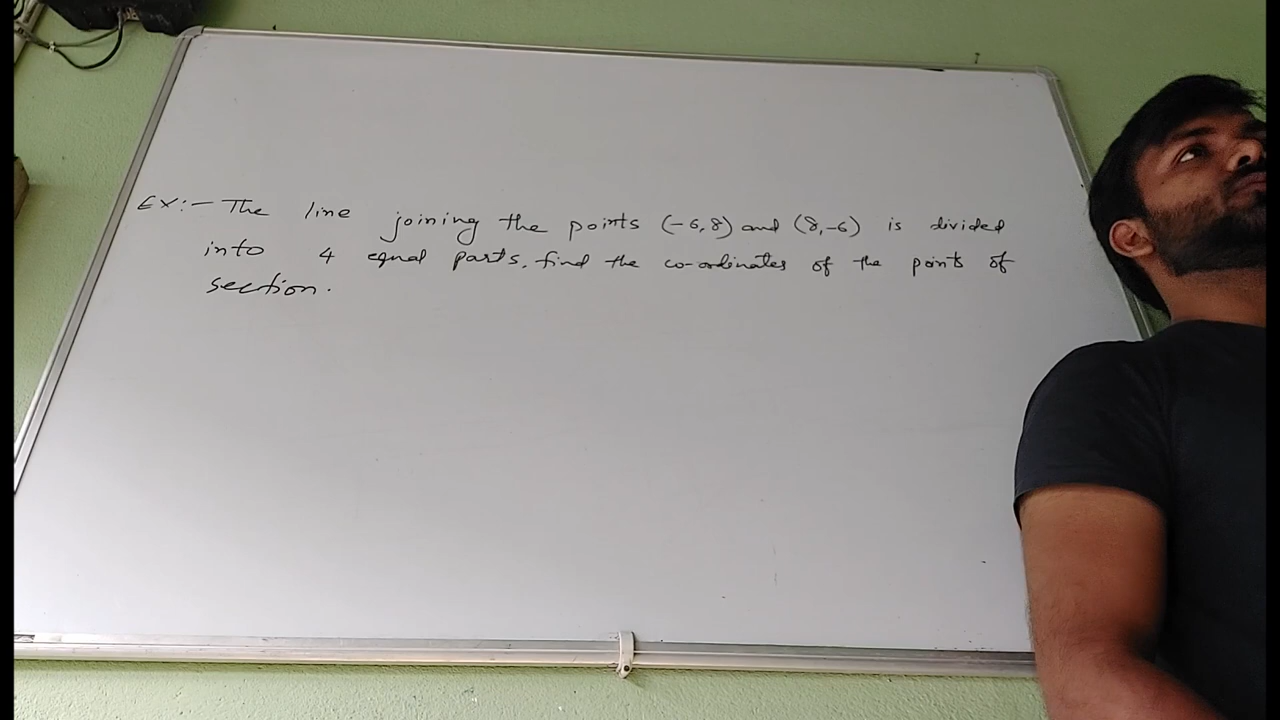 EX:- The line joining the points (-6,8) and (8,-6) is divided
into 4 equal parts, find the co-ordinates of the points of
section.